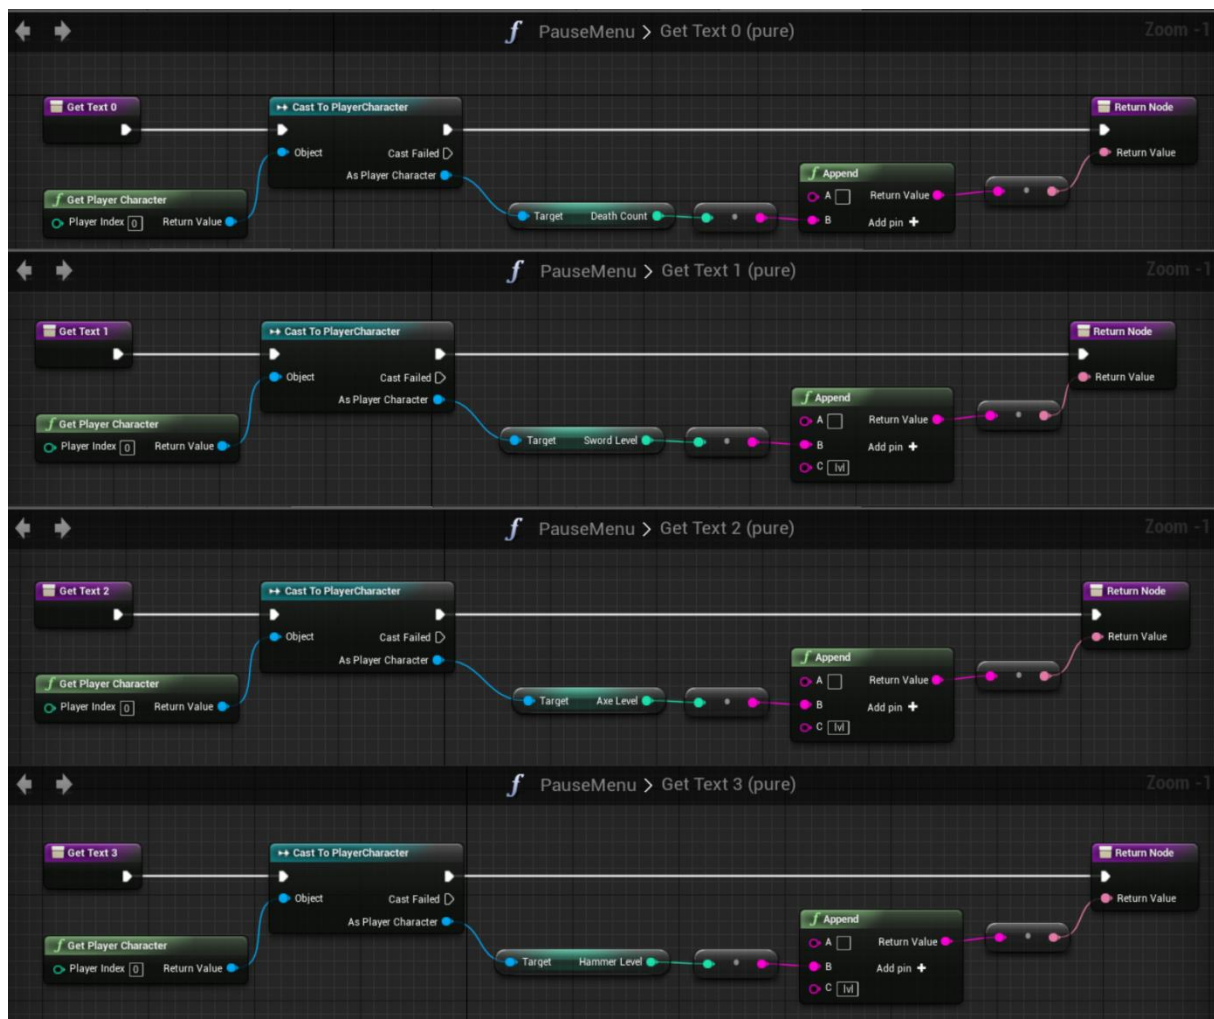 PauseMenu > Get Text 0 (pure)
Zoom -1
Get Text 0
Cast To PlayerCharacter
Return Node
Object
Cast Failed
Return Value
As Player Character
Get Player Character
Append
Player Index 0
Return Value
Target
Death Count
A
Return Value
B
Add pin +
PauseMenu > Get Text 1 (pure)
Zoom -1
Get Text 1
Cast To PlayerCharacter
Return Node
Object
Cast Failed
Return Value
As Player Character
Get Player Character
Append
Player Index 0
Return Value
Target
Sword Level
A
Return Value
B
Add pin +
C lvl
PauseMenu > Get Text 2 (pure)
Zoom -1
Get Text 2
Cast To PlayerCharacter
Return Node
Object
Cast Failed
Return Value
As Player Character
Get Player Character
Append
Player Index 0
Return Value
Target
Axe Level
A
Return Value
B
Add pin +
C lvl
PauseMenu > Get Text 3 (pure)
Zoom -1
Get Text 3
Cast To PlayerCharacter
Return Node
Object
Cast Failed
Return Value
As Player Character
Get Player Character
Append
Player Index 0
Return Value
Target
Hammer Level
A
Return Value
B
Add pin +
C lvl